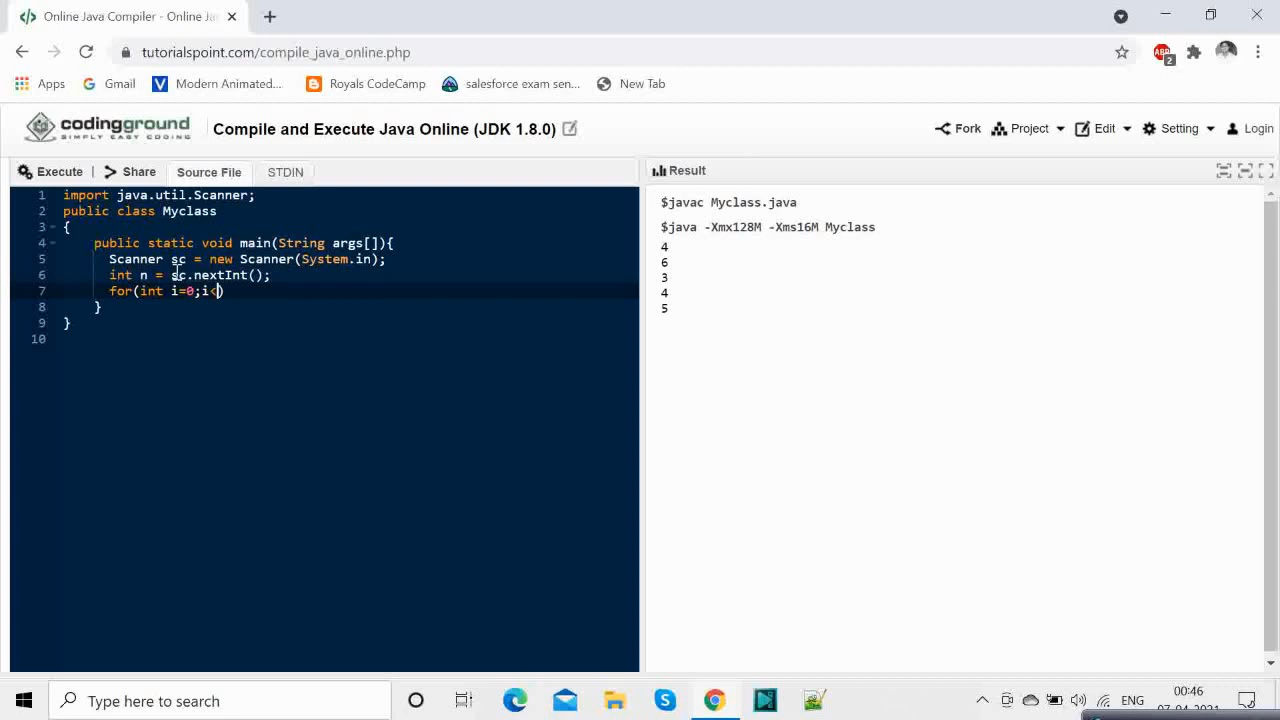 Online Java Compiler - Online Ja
tutorialspoint.com/compile_java_online.php
ABP
2
Apps
Gmail
Modern Animated...
Royals CodeCamp
salesforce exam sen...
New Tab
codingground
SIMPLY EASY CODING
Compile and Execute Java Online (JDK 1.8.0)
Fork
Project
Edit
Setting
Login
Execute | Share Source File STDIN
Result
1 import java.util.Scanner;
2 public class Myclass
3 {
4 public static void main(String args[]){
5 Scanner sc = new Scanner(System.in);
6 int n = sc.nextInt();
7 for(int i=0;i<)
8 }
9 }
10
$javac Myclass.java
$java -Xmx128M -Xms16M Myclass
4
6
3
4
5
Type here to search
ENG
00:46
07-04-2021